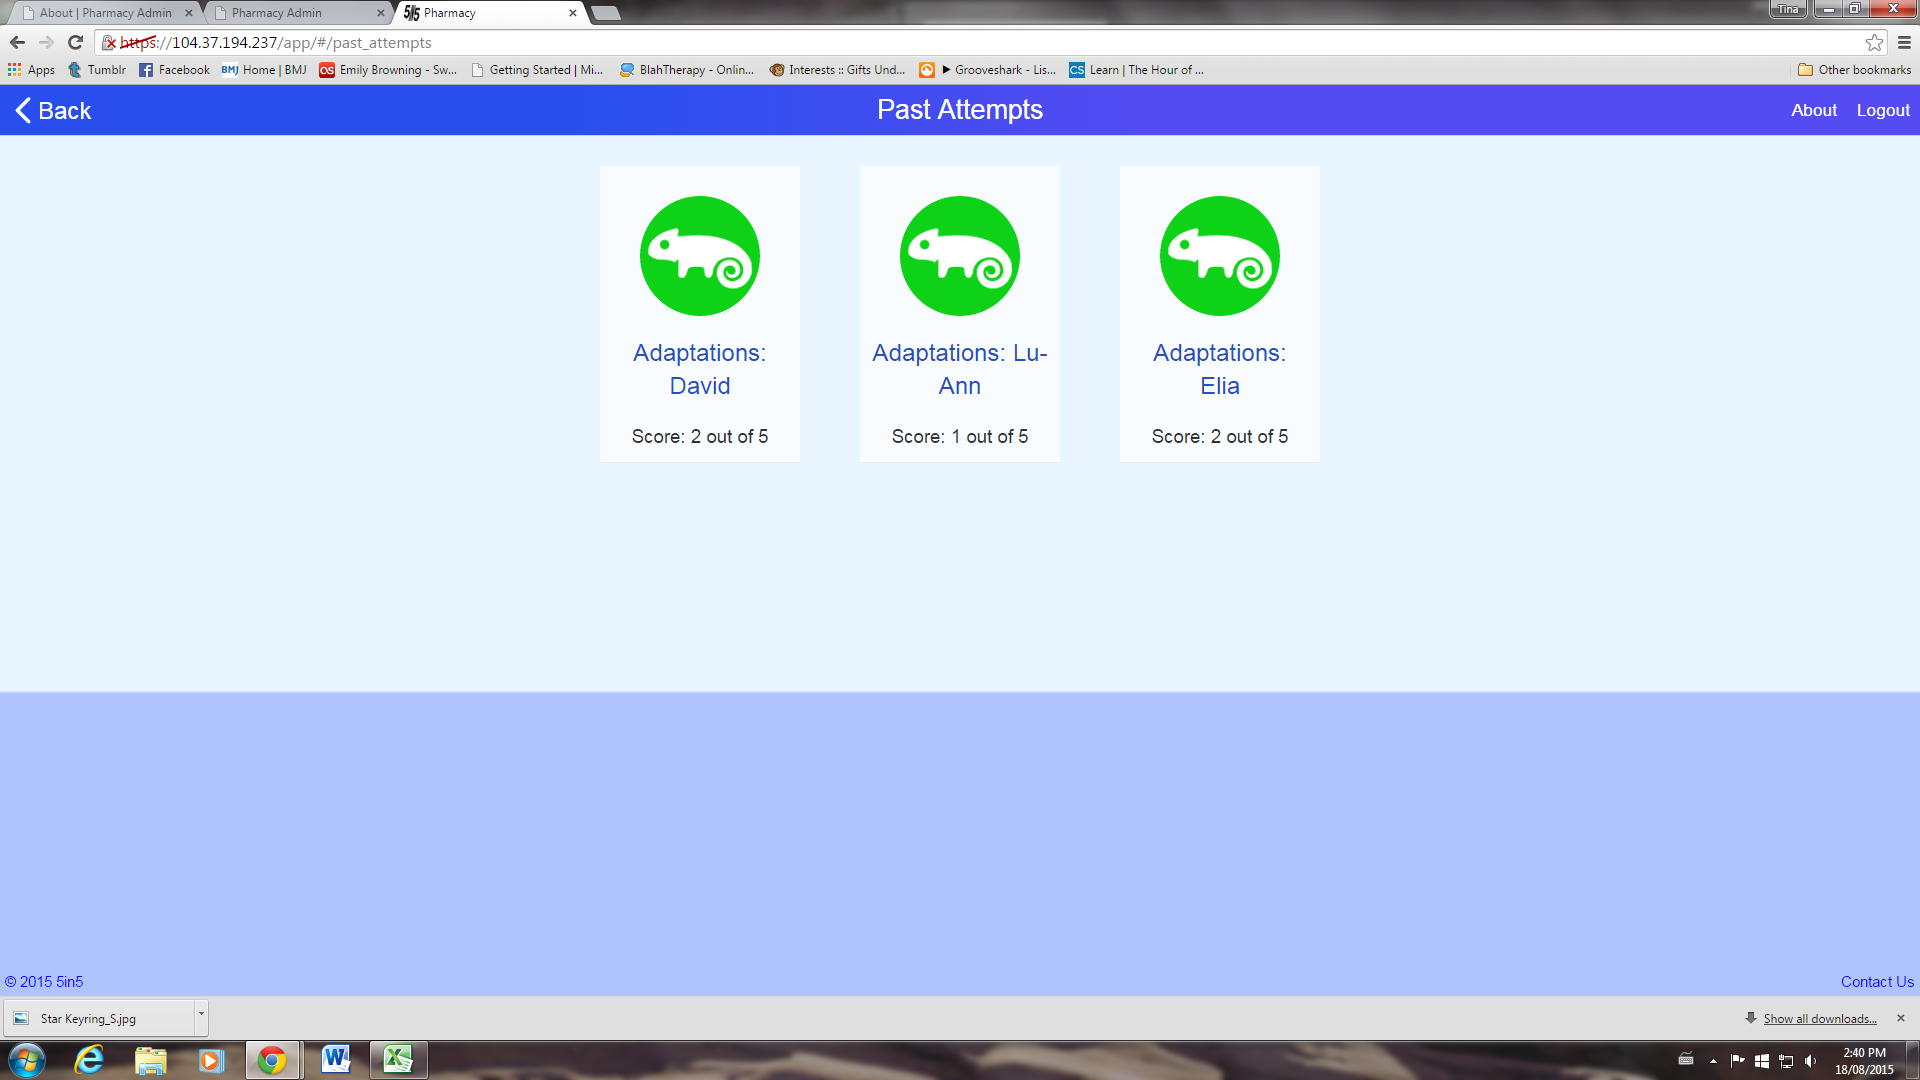 About | Pharmacy Admin
Pharmacy Admin
5/5 Pharmacy
Tina
https://104.37.194.237/app/#/past_attempts
Apps
Tumblr
Facebook
BMJ Home | BMJ
Emily Browning - Sw...
Getting Started | Mi...
BlahTherapy - Onlin...
Interests :: Gifts Und...
Grooveshark - Lis...
CS Learn | The Hour of ...
Other bookmarks
Back
Past Attempts
About
Logout
Adaptations:
David
Score: 2 out of 5
Adaptations: Lu-
Ann
Score: 1 out of 5
Adaptations:
Elia
Score: 2 out of 5
© 2015 5in5
Contact Us
Star Keyring_S.jpg
Show all downloads...
2:40 PM
18/08/2015